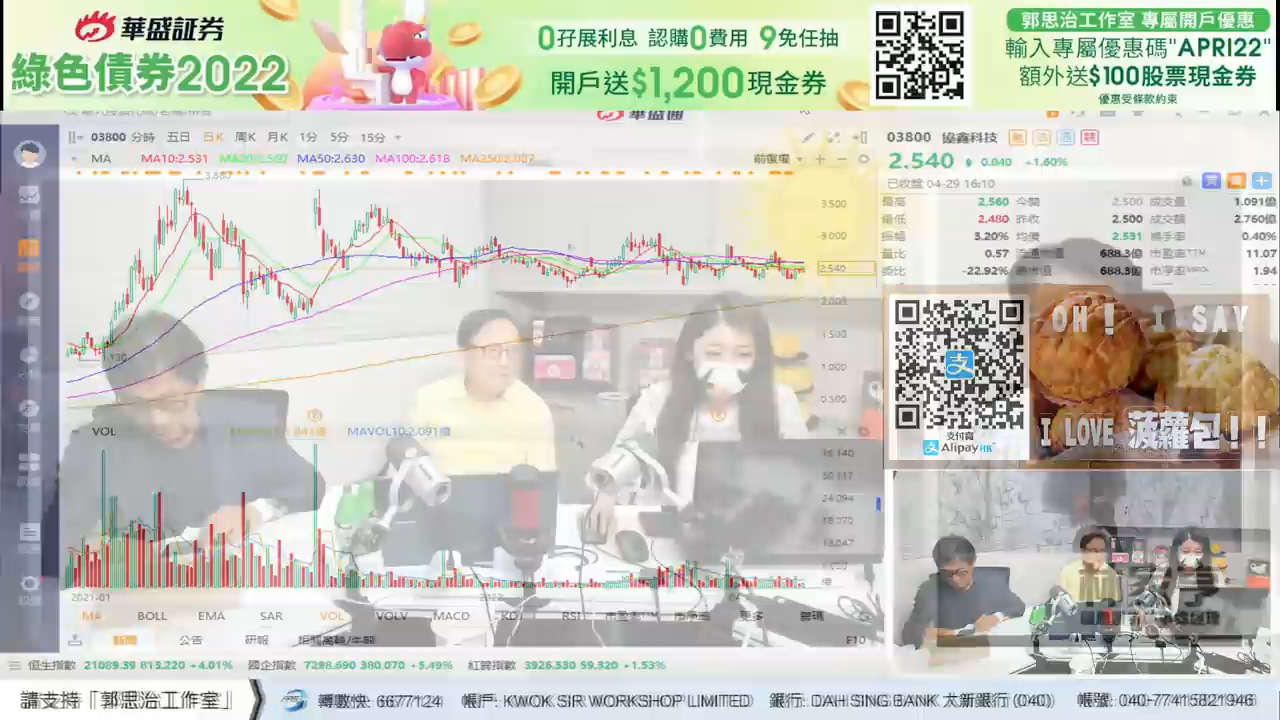 華盛証券
綠色債券2022
0孖展利息 認購0費用 9免任抽
開戶送$1,200現金券
郭思治工作室 專屬開戶優惠
輸入專屬優惠碼"APRI22"
額外送$100股票現金券
優惠受條款約束
華盛通
03800 分時 五日 日K 周K 月K 1分 5分 15分
MA MA10:2.531 MA50:2.630 MA100:2.618 前復權
3.500
3.000
2.540
2.000
1.500
1.000
0.500
VOL MAVOL10:2.091億
2021-01
MA BOLL EMA SAR VOL VOLV MACD KDJ RSI 更多
新聞 公告 研報 F10
03800 協鑫科技
2.540 0.040 +1.60%
已收盤 04-29 16:10
最高 2.560 今開 2.500 成交量 1.091億
最低 2.480 昨收 2.500 成交額 2.760億
振幅 3.20% 均價 2.531 換手率 0.40%
量比 0.57 688.3億 市盈率TTM 11.07
委比 -22.92% 688.3億 1.94
支付寶
AlipayHK
OH! I SAY
I LOVE 菠蘿包!!
恒生指數 21089.39 813.220 +4.01% 國企指數 7298.690 380.070 +5.49% 紅籌指數 3926.530 59.320 +1.53%
請支持「郭思治工作室」 轉數快: 6677124 帳戶: KWOK SIR WORKSHOP LIMITED 銀行: DAH SING BANK 大新銀行 (040) 帳號: 040-77415821946